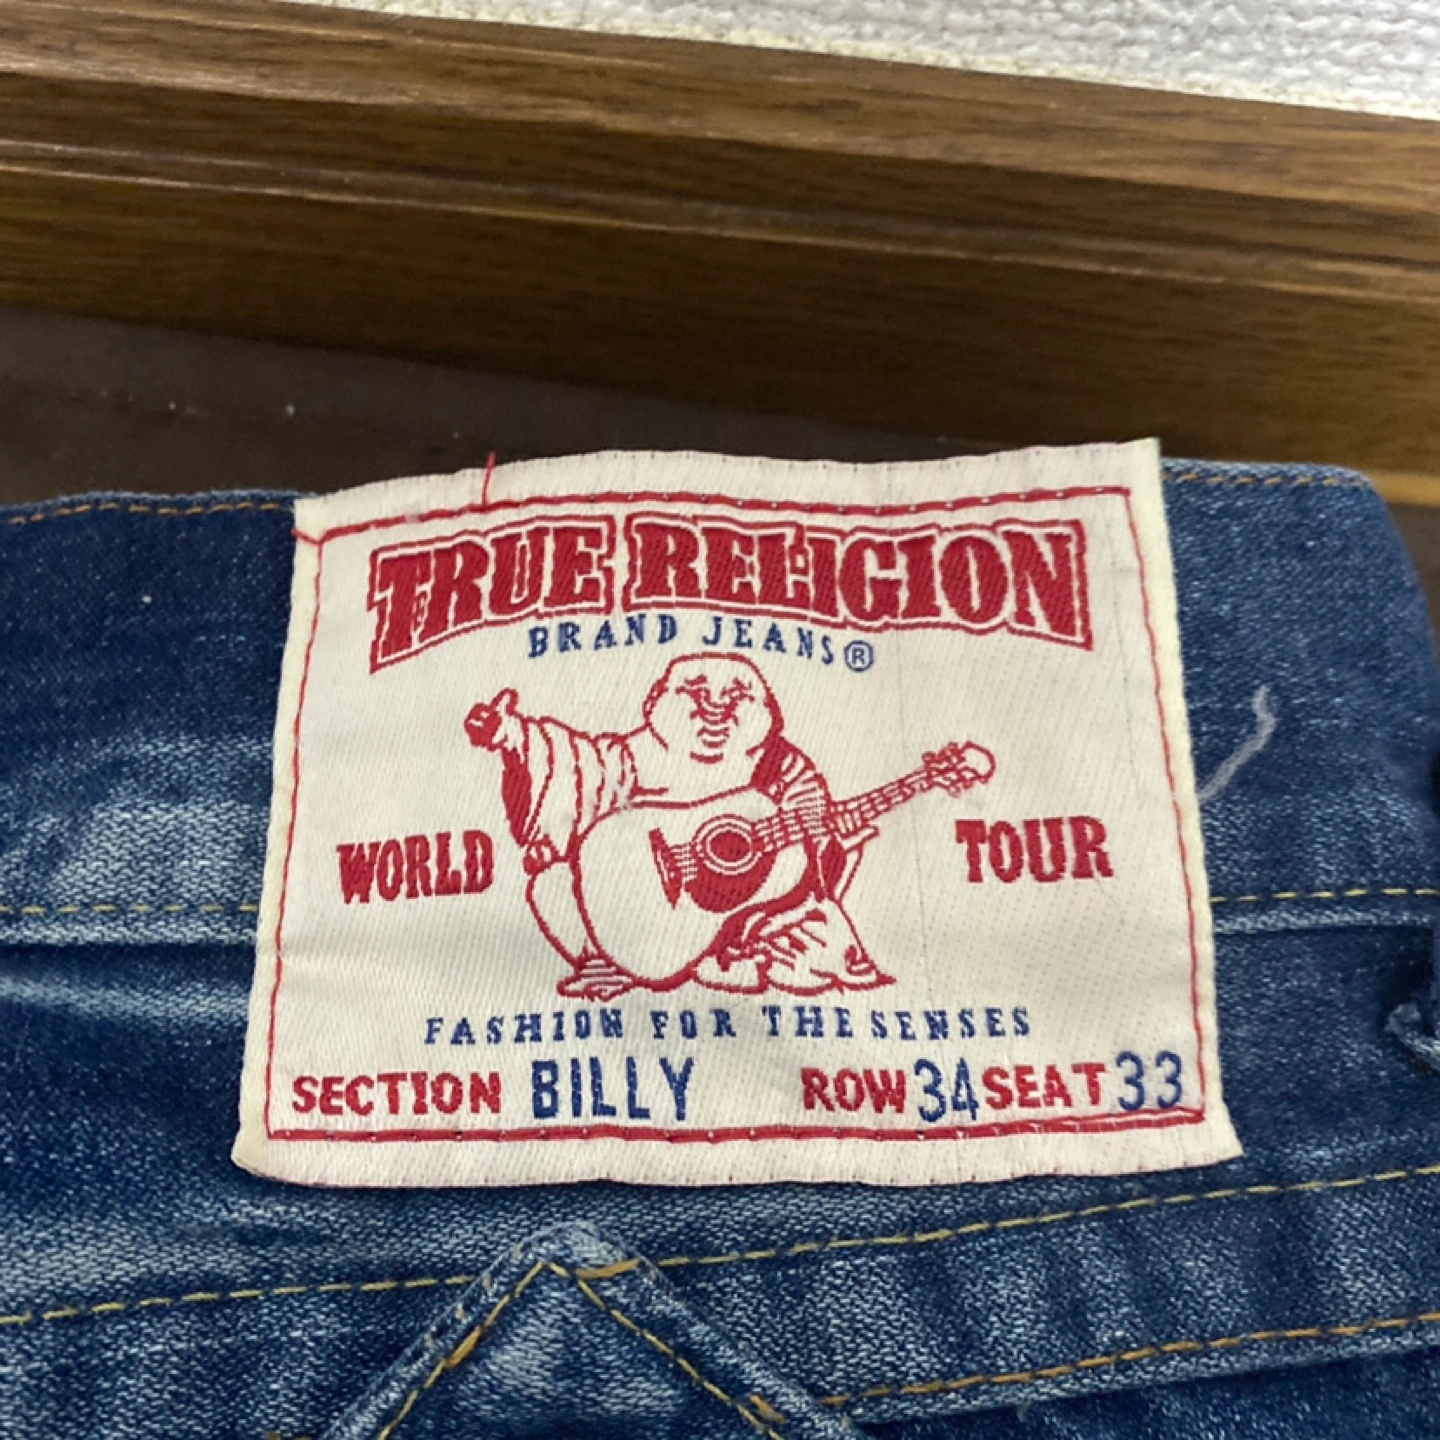 TRUE RELIGION
BRAND JEANS®
WORLD TOUR
FASHION FOR THE SENSES
SECTION BILLY ROW 34 SEAT 33